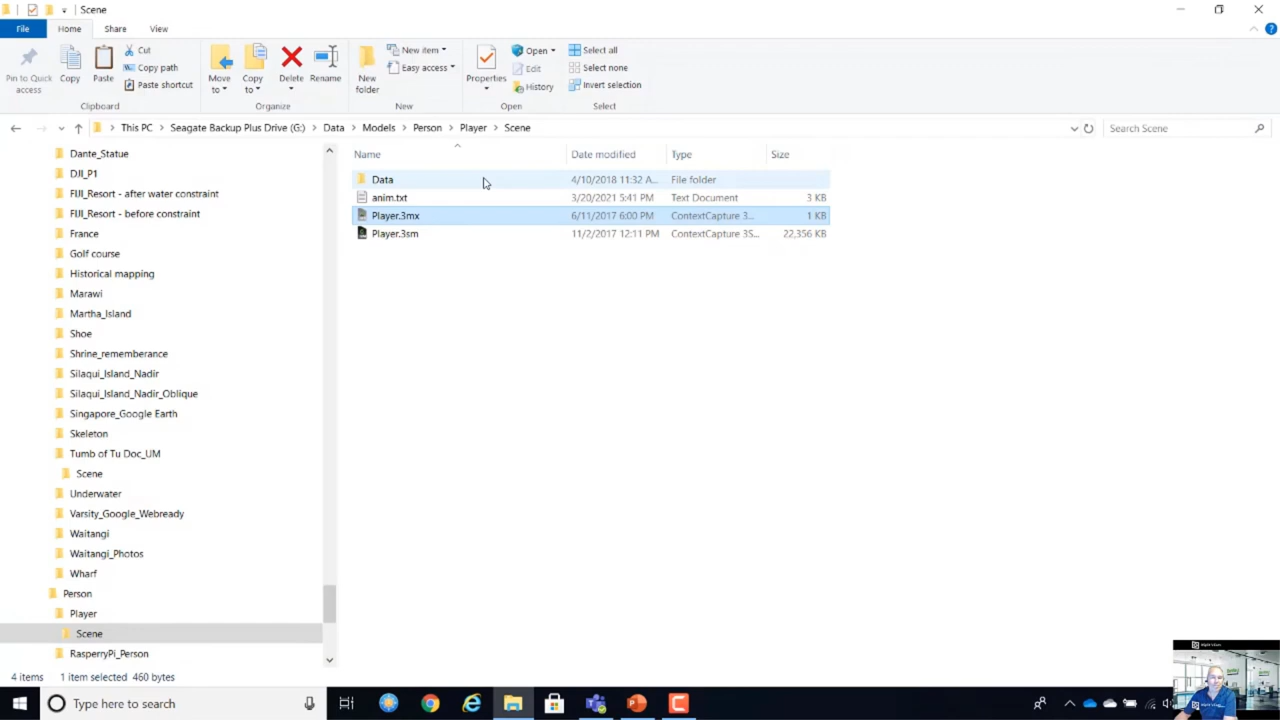 Scene
File Home Share View
Pin to Quick access
Copy
Paste
Cut
Copy path
Paste shortcut
Clipboard
Move to
Copy to
Delete
Rename
Organize
New folder
New item
Easy access
New
Properties
Open
Edit
History
Open
Select all
Select none
Invert selection
Select
This PC > Seagate Backup Plus Drive (G:) > Data > Models > Person > Player > Scene
Search Scene
Name Date modified Type Size
Data 4/10/2018 11:32 A... File folder
anim.txt 3/20/2021 5:41 PM Text Document 3 KB
Player.3mx 6/11/2017 6:00 PM ContextCapture 3... 1 KB
Player.3sm 11/2/2017 12:11 PM ContextCapture 3S... 22,356 KB
Dante_Statue
DJI_P1
FIJI_Resort - after water constraint
FIJI_Resort - before constraint
France
Golf course
Historical mapping
Marawi
Martha_Island
Shoe
Shrine_rememberance
Silaqui_Island_Nadir
Silaqui_Island_Nadir_Oblique
Singapore_Google Earth
Skeleton
Tumb of Tu Doc_UM
Scene
Underwater
Varsity_Google_Webready
Waitangi
Waitangi_Photos
Wharf
Person
Player
Scene
RasperryPi_Person
4 items 1 item selected 460 bytes
Type here to search